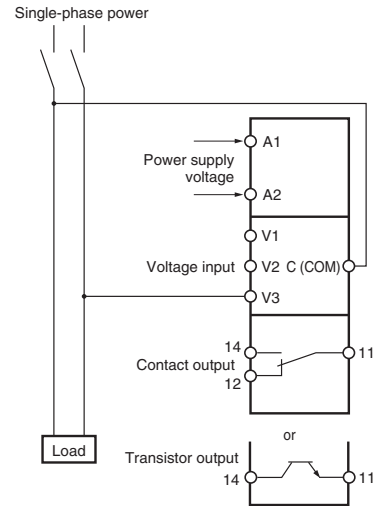 Single-phase power
A1
Power supply
voltage
A2
V1
Voltage input V2 C (COM)
V3
14 11
Contact output
12
or
Load
Transistor output
14 11